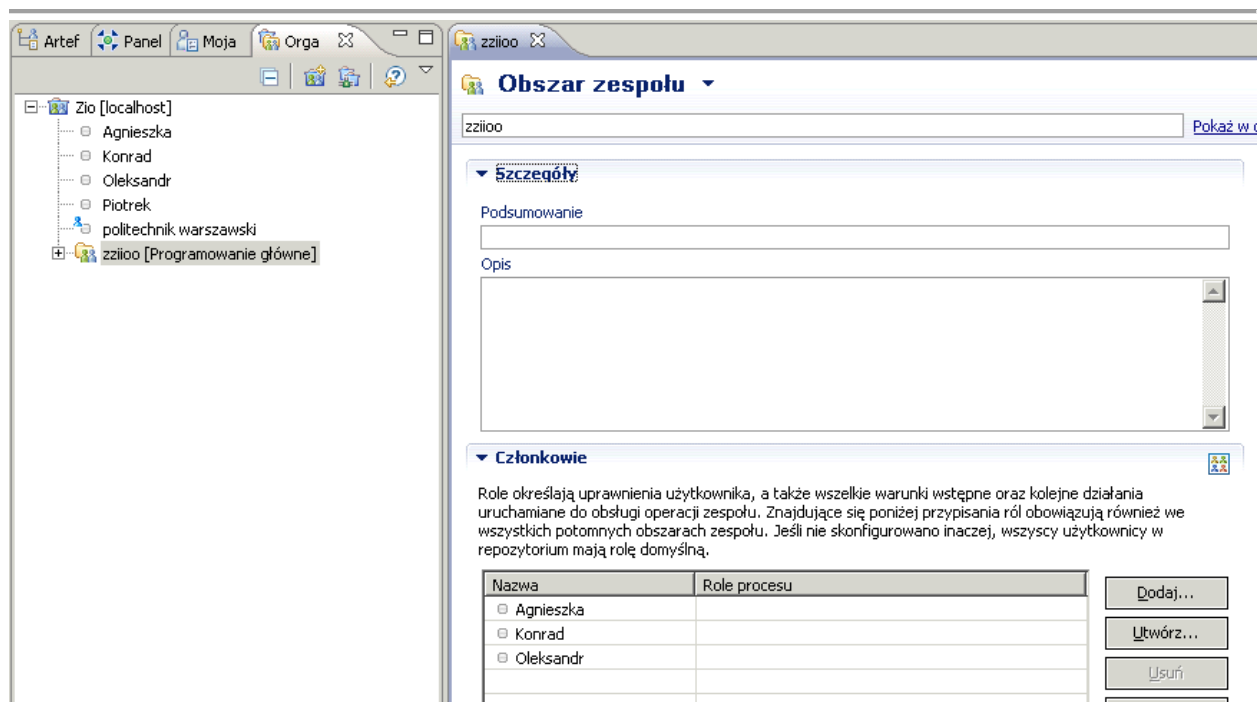 Artef
Panel
Moja
Orga
Zio [localhost]
Agnieszka
Konrad
Oleksandr
Piotrek
politechnik warszawski
zziioo [Programowanie główne]
zziioo
Obszar zespołu
zziioo
Pokaż w
Szczegóły
Podsumowanie
Opis
Członkowie
Role określają uprawnienia użytkownika, a także wszelkie warunki wstępne oraz kolejne działania
uruchamiane do obsługi operacji zespołu. Znajdujące się poniżej przypisania ról obowiązują również we
wszystkich potomnych obszarach zespołu. Jeśli nie skonfigurowano inaczej, wszyscy użytkownicy w
repozytorium mają rolę domyślną.
Nazwa
Role procesu
Agnieszka
Konrad
Oleksandr
Dodaj...
Utwórz...
Usuń